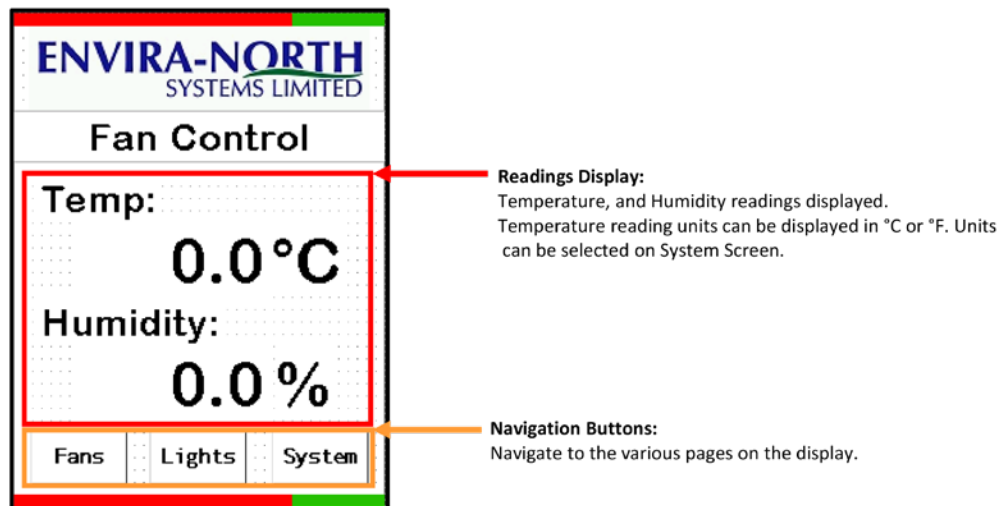 ENVIRA-NORTH
SYSTEMS LIMITED
Fan Control
Temp:
0.0°C
Humidity:
0.0%
Fans
Lights
System
Readings Display:
Temperature, and Humidity readings displayed.
Temperature reading units can be displayed in °C or °F. Units
can be selected on System Screen.
Navigation Buttons:
Navigate to the various pages on the display.